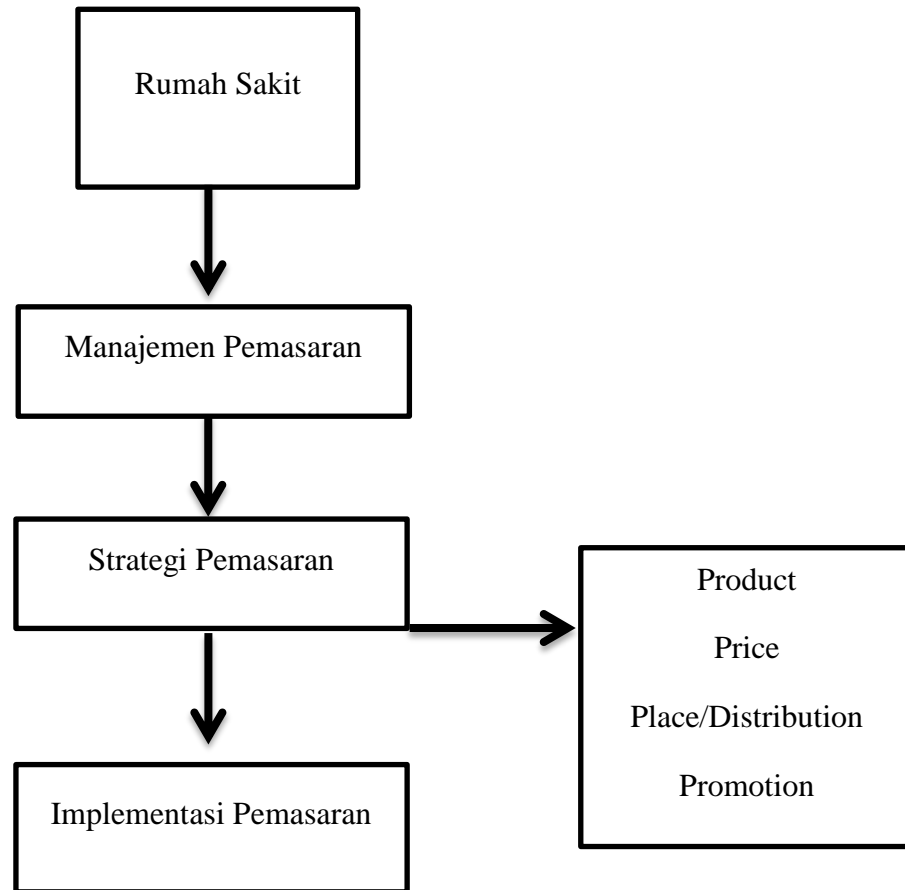 Rumah Sakit
Manajemen Pemasaran
Strategi Pemasaran
Product
Price
Place/Distribution
Promotion
Implementasi Pemasaran